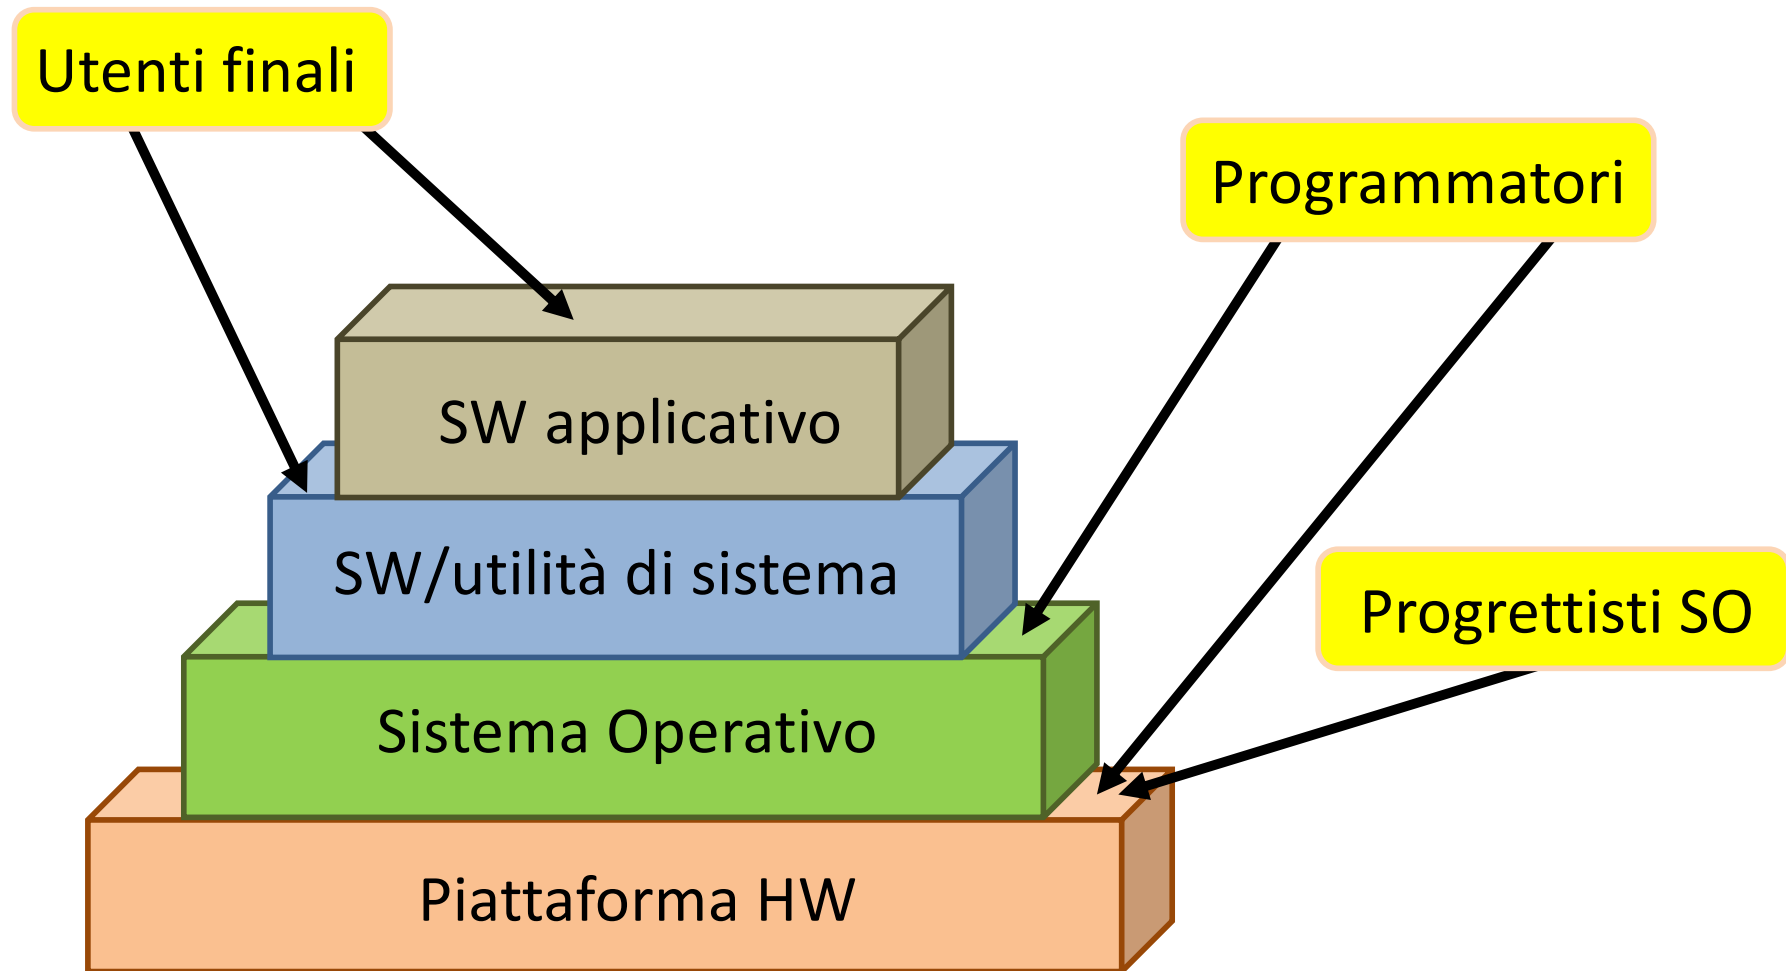 Utenti finali
Programmatori
SW applicativo
SW/utilità di sistema
Progrettisti SO
Sistema Operativo
Piattaforma HW